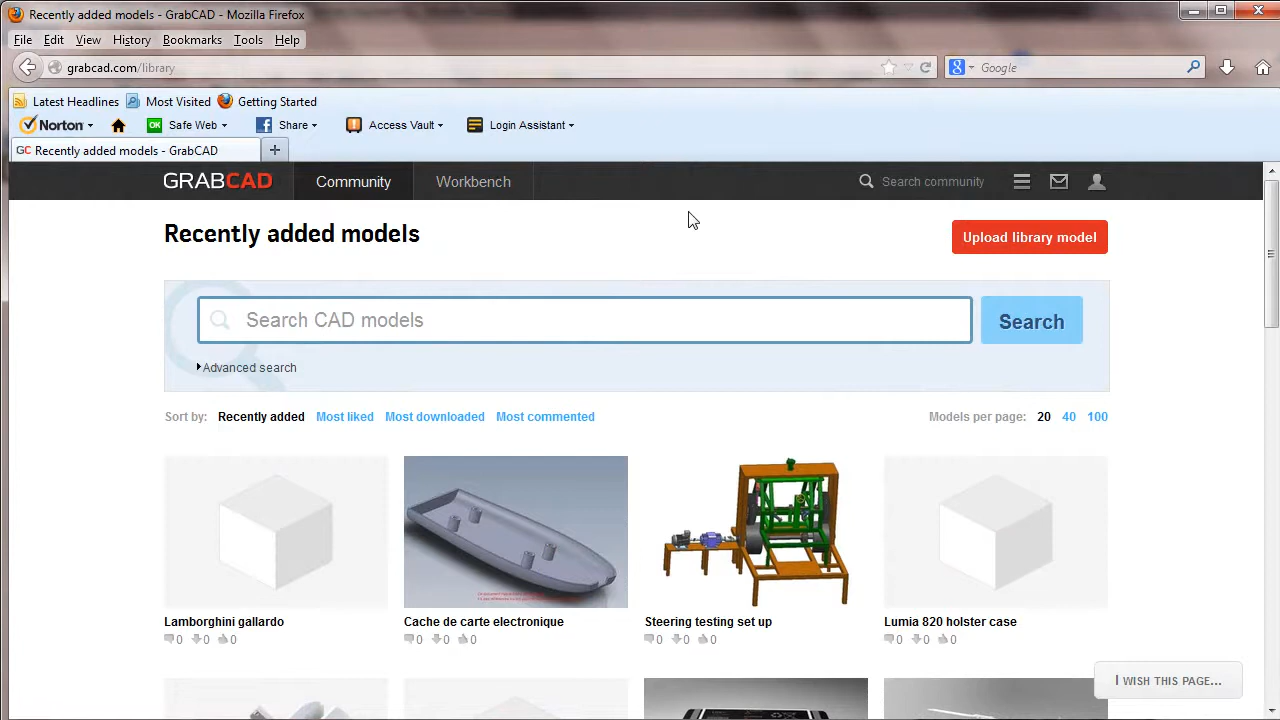 Recently added models - GrabCAD - Mozilla Firefox
File Edit View History Bookmarks Tools Help
grabcad.com/library
Google
Latest Headlines Most Visited Getting Started
Norton OK Safe Web Share Access Vault Login Assistant
GC Recently added models - GrabCAD
GRABCAD Community Workbench Search community
Recently added models
Upload library model
Search CAD models
Search
Advanced search
Sort by: Recently added Most liked Most downloaded Most commented Models per page: 20 40 100
Lamborghini gallardo Cache de carte electronique Steering testing set up Lumia 820 holster case
0 0 0 0 0 0 0 0 0 0 0 0
I WISH THIS PAGE...